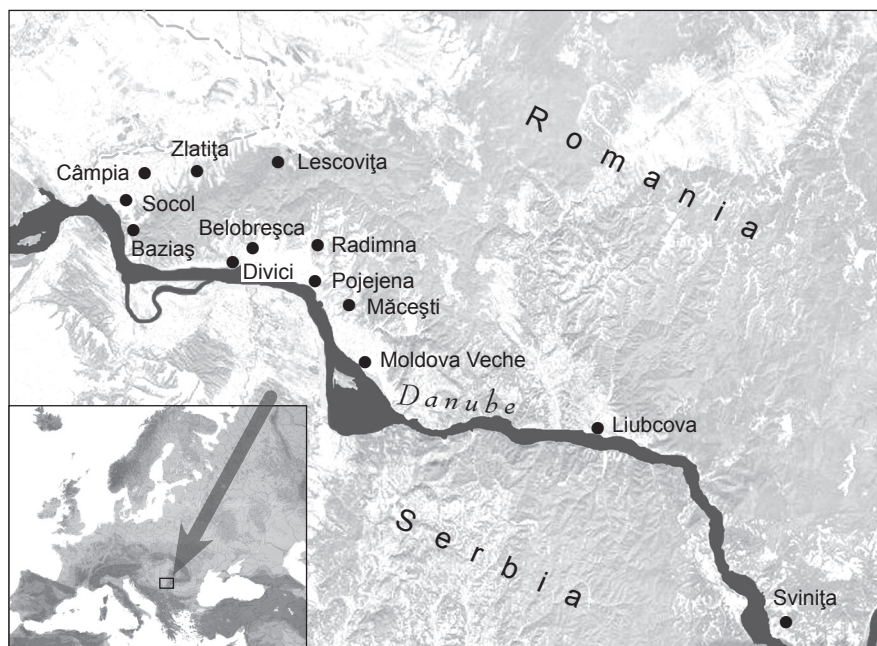 Romania
Zlatiţa
Lescoviţa
Câmpia
Socol
Belobreşca
Radimna
Baziaş
Divici
Pojejena
Măceşti
Moldova Veche
Danube
Liubcova
Serbia
Sviniţa